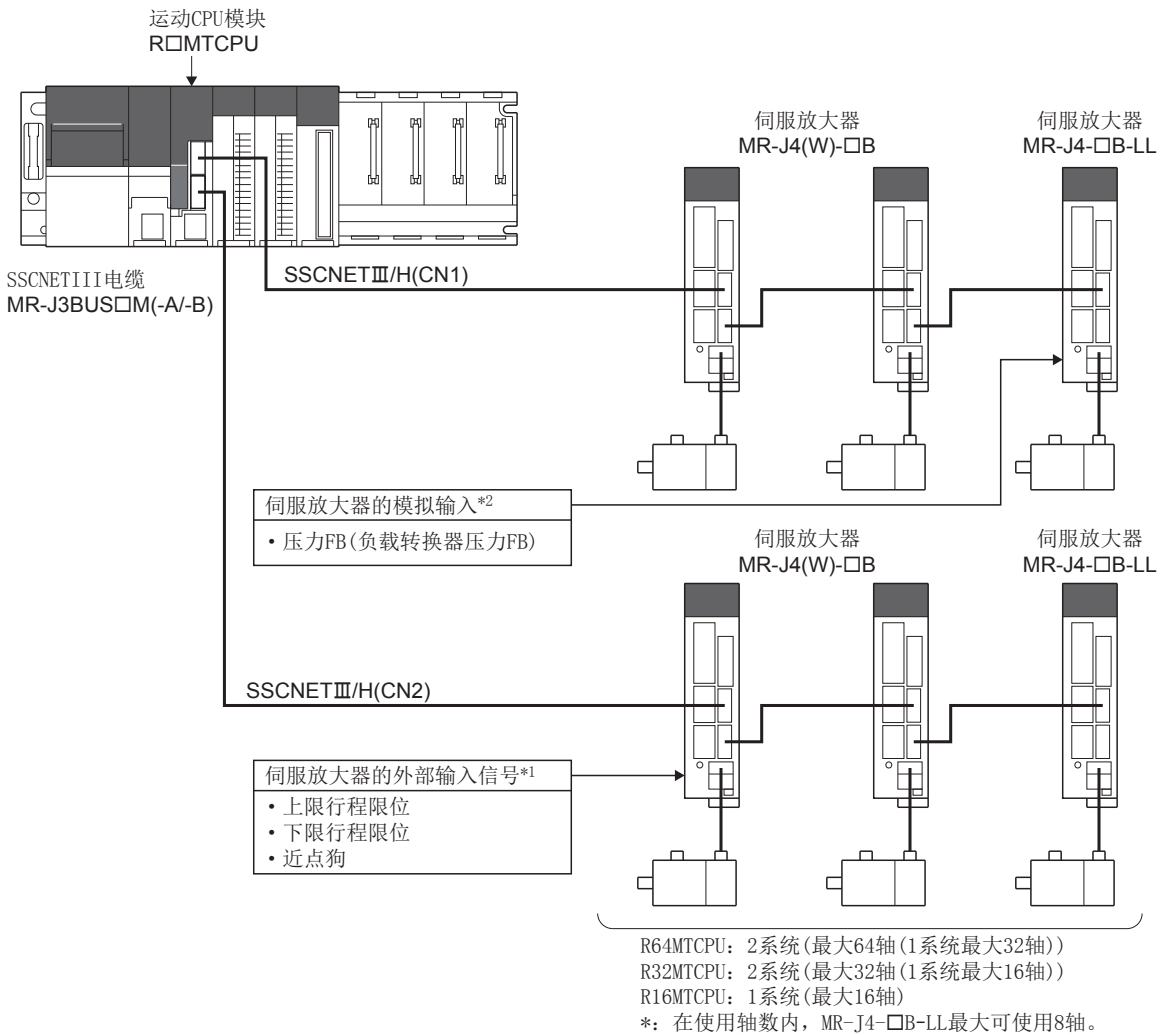 运动CPU模块
R□MTCPU
伺服放大器
MR-J4(W)-□B
伺服放大器
MR-J4-□B-LL
SSCNETIII电缆
MR-J3BUS□M(-A/-B)
SSCNETⅢ/H(CN1)
伺服放大器的模拟输入*2
・压力FB(负载转换器压力FB)
伺服放大器
MR-J4(W)-□B
伺服放大器
MR-J4-□B-LL
SSCNETⅢ/H(CN2)
伺服放大器的外部输入信号*1
・上限行程限位
・下限行程限位
・近点狗
R64MTCPU：2系统(最大64轴(1系统最大32轴))
R32MTCPU：2系统(最大32轴(1系统最大16轴))
R16MTCPU：1系统(最大16轴)
*：在使用轴数内，MR-J4-□B-LL最大可使用8轴。